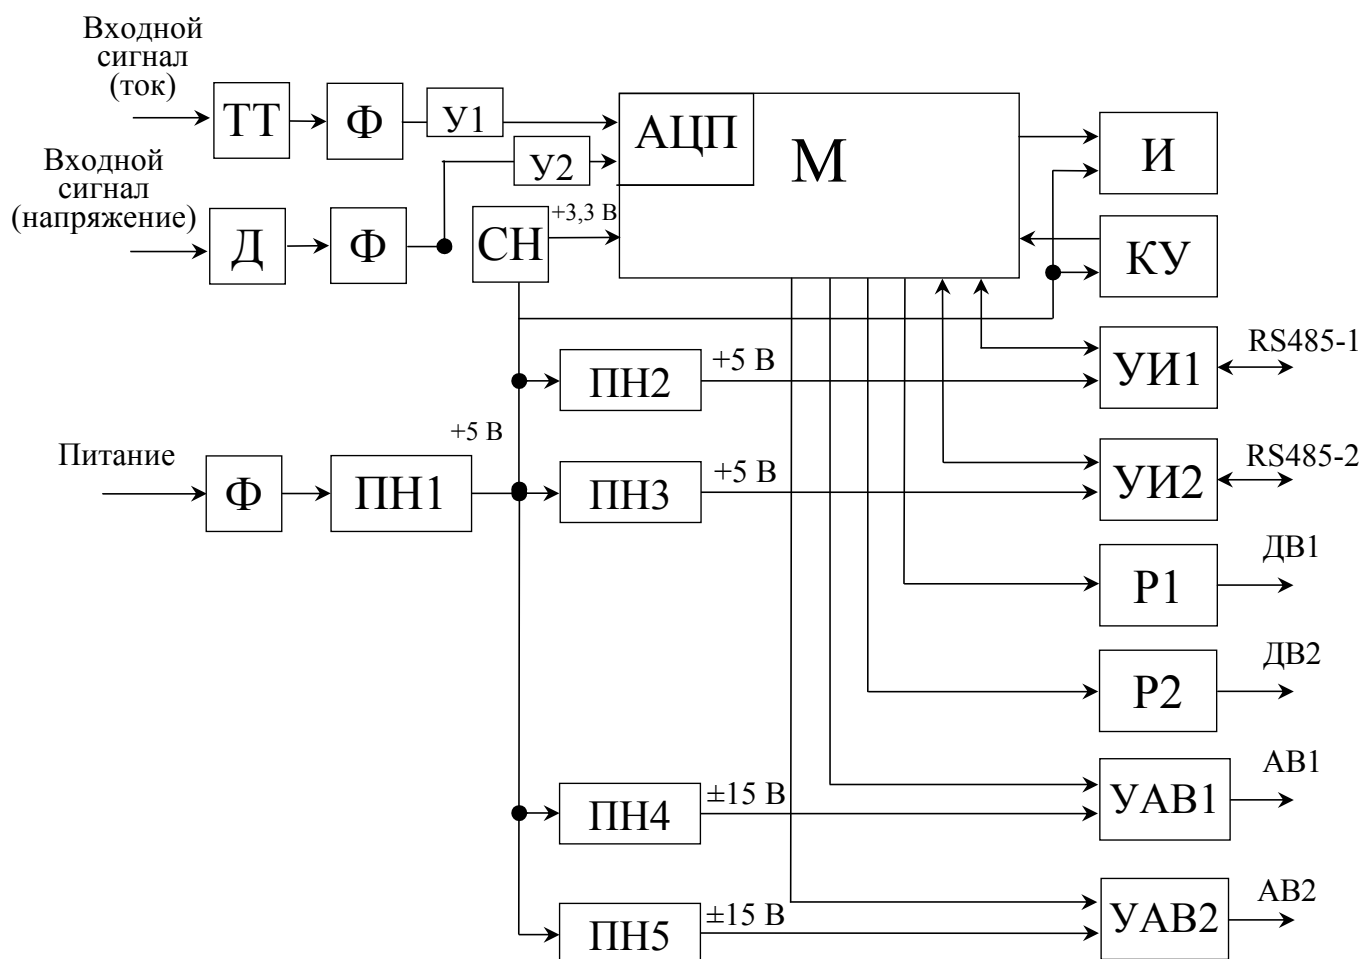 Входной
сигнал
(ток)
ТТ
Ф
У1
АЦП
М
И
Входной
сигнал
(напряжение)
У2
Д
Ф
СН
+3,3 В
КУ
ПН2
+5 В
УИ1
RS485-1
Питание
Ф
ПН1
+5 В
ПН3
+5 В
УИ2
RS485-2
Р1
ДВ1
Р2
ДВ2
ПН4
±15 В
УАВ1
АВ1
ПН5
±15 В
УАВ2
АВ2